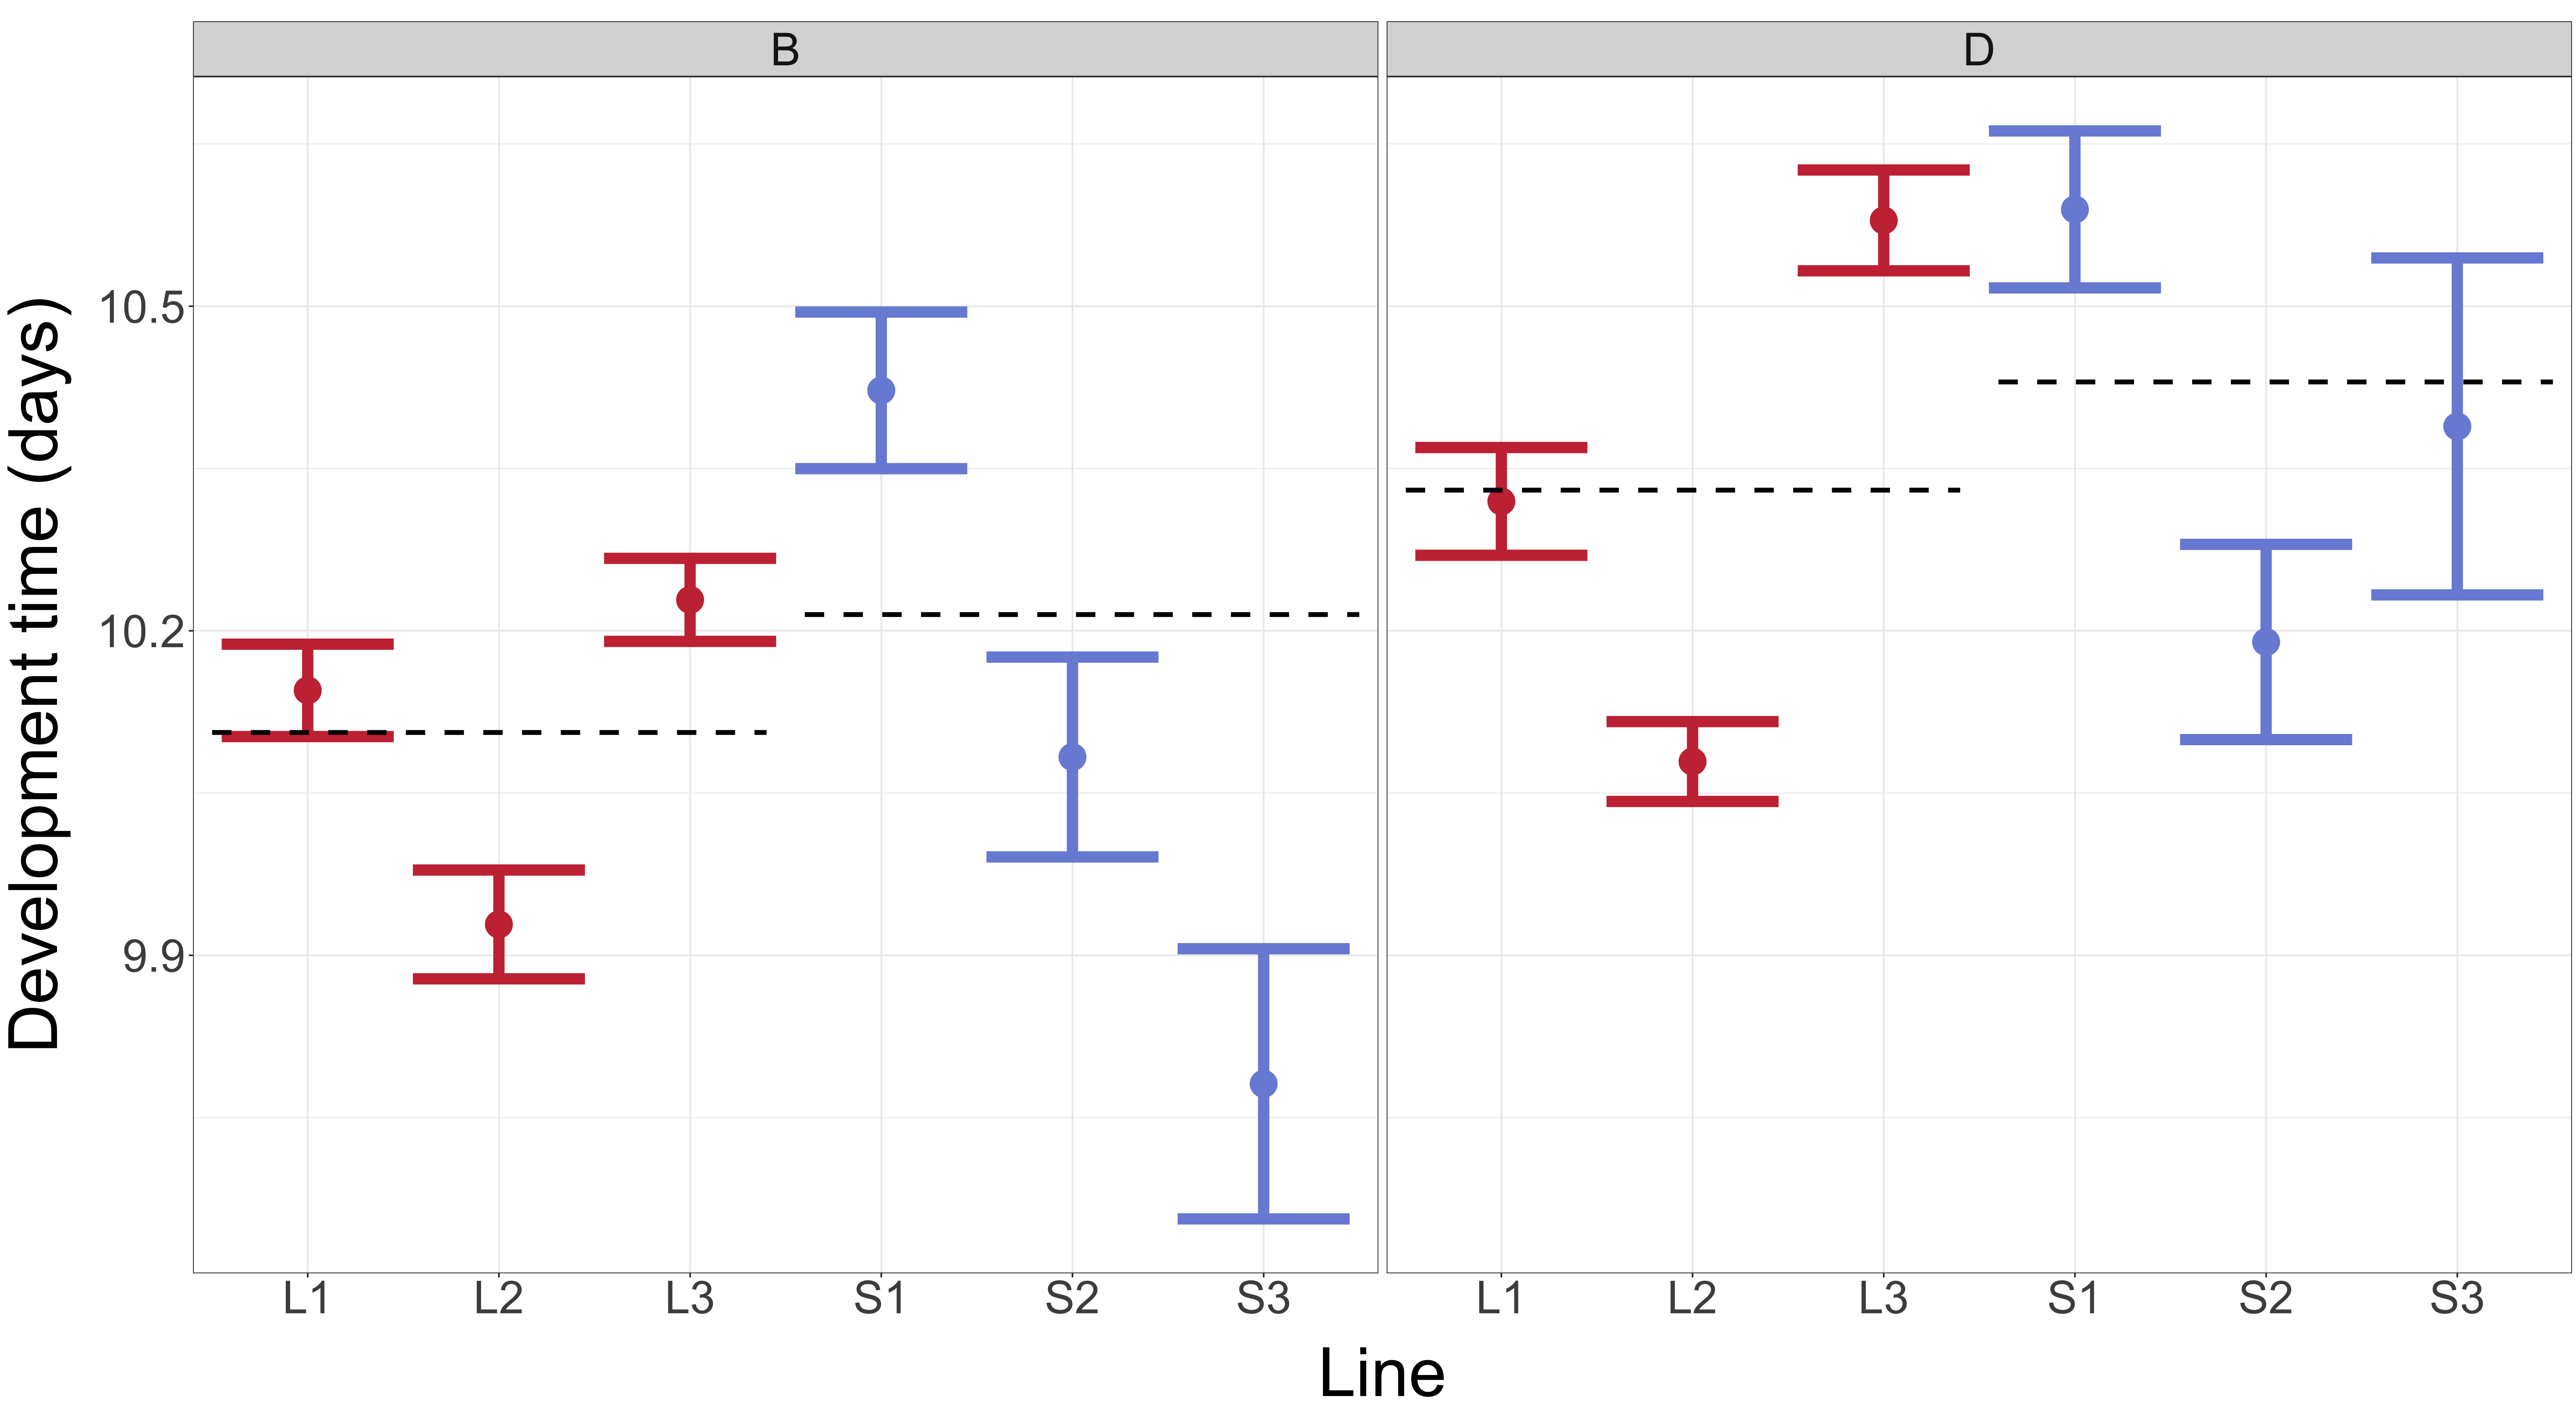 B
D
Development time (days)
10.5
10.2
9.9
L1 L2 L3 S1 S2 S3
L1 L2 L3 S1 S2 S3
Line